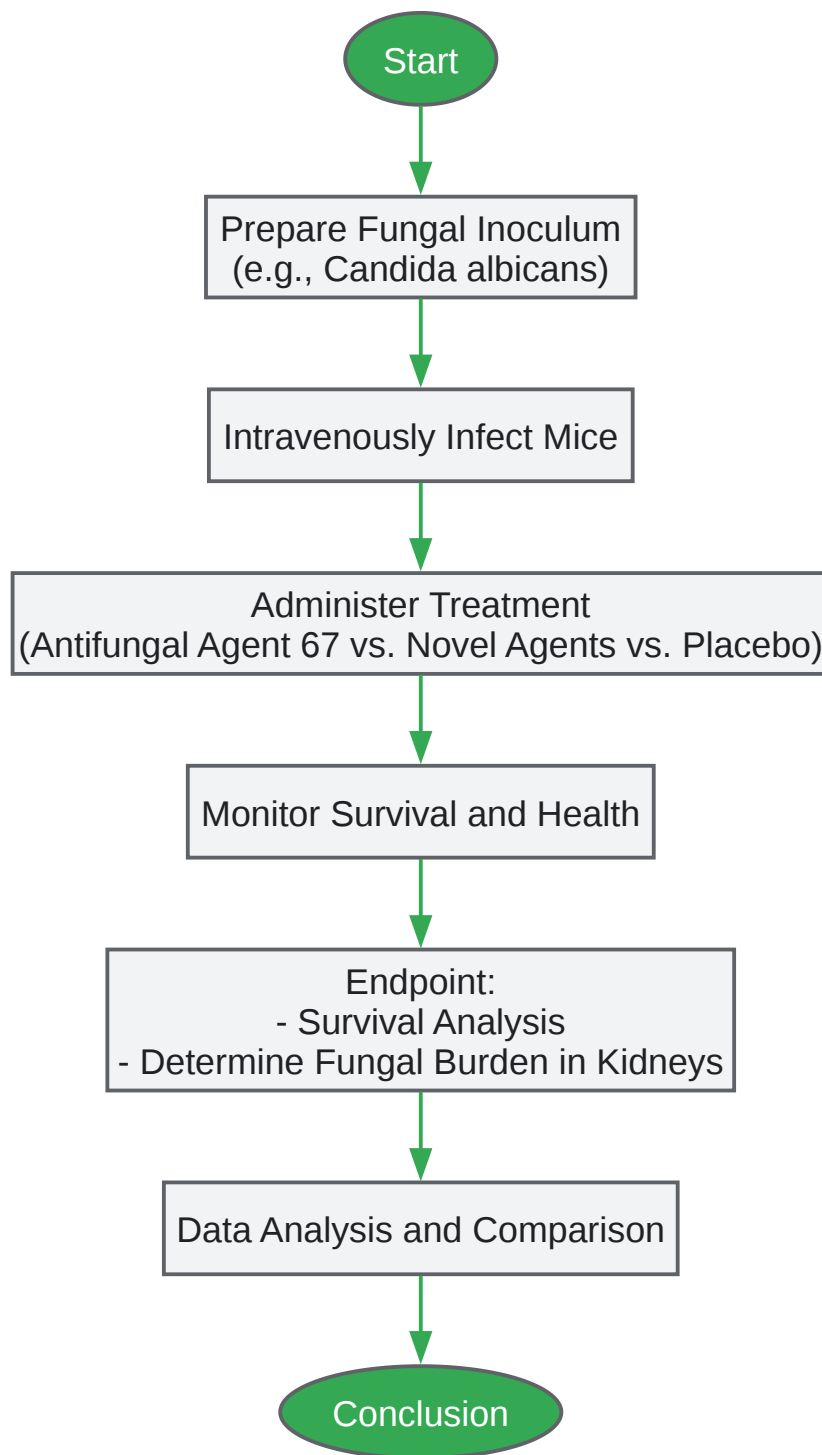 Start
Prepare Fungal Inoculum
(e.g., Candida albicans)
Intravenously Infect Mice
Administer Treatment
(Antifungal Agent 67 vs. Novel Agents vs. Placebo)
Monitor Survival and Health
Endpoint:
- Survival Analysis
- Determine Fungal Burden in Kidneys
Data Analysis and Comparison
Conclusion